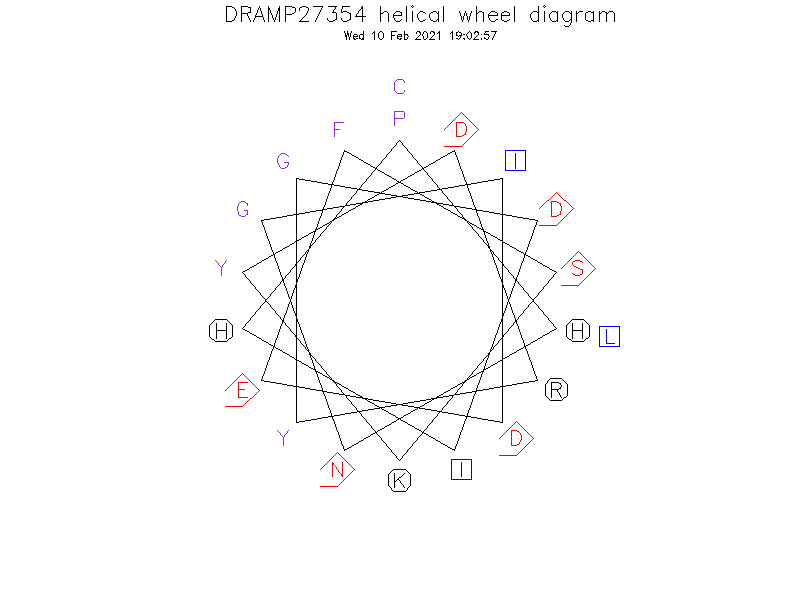 DRAMP27354 helical wheel diagram
Wed 10 Feb 2021 19:02:57
C
P
F D
G I
G D
Y S
H H L
E R
Y D
N I
K